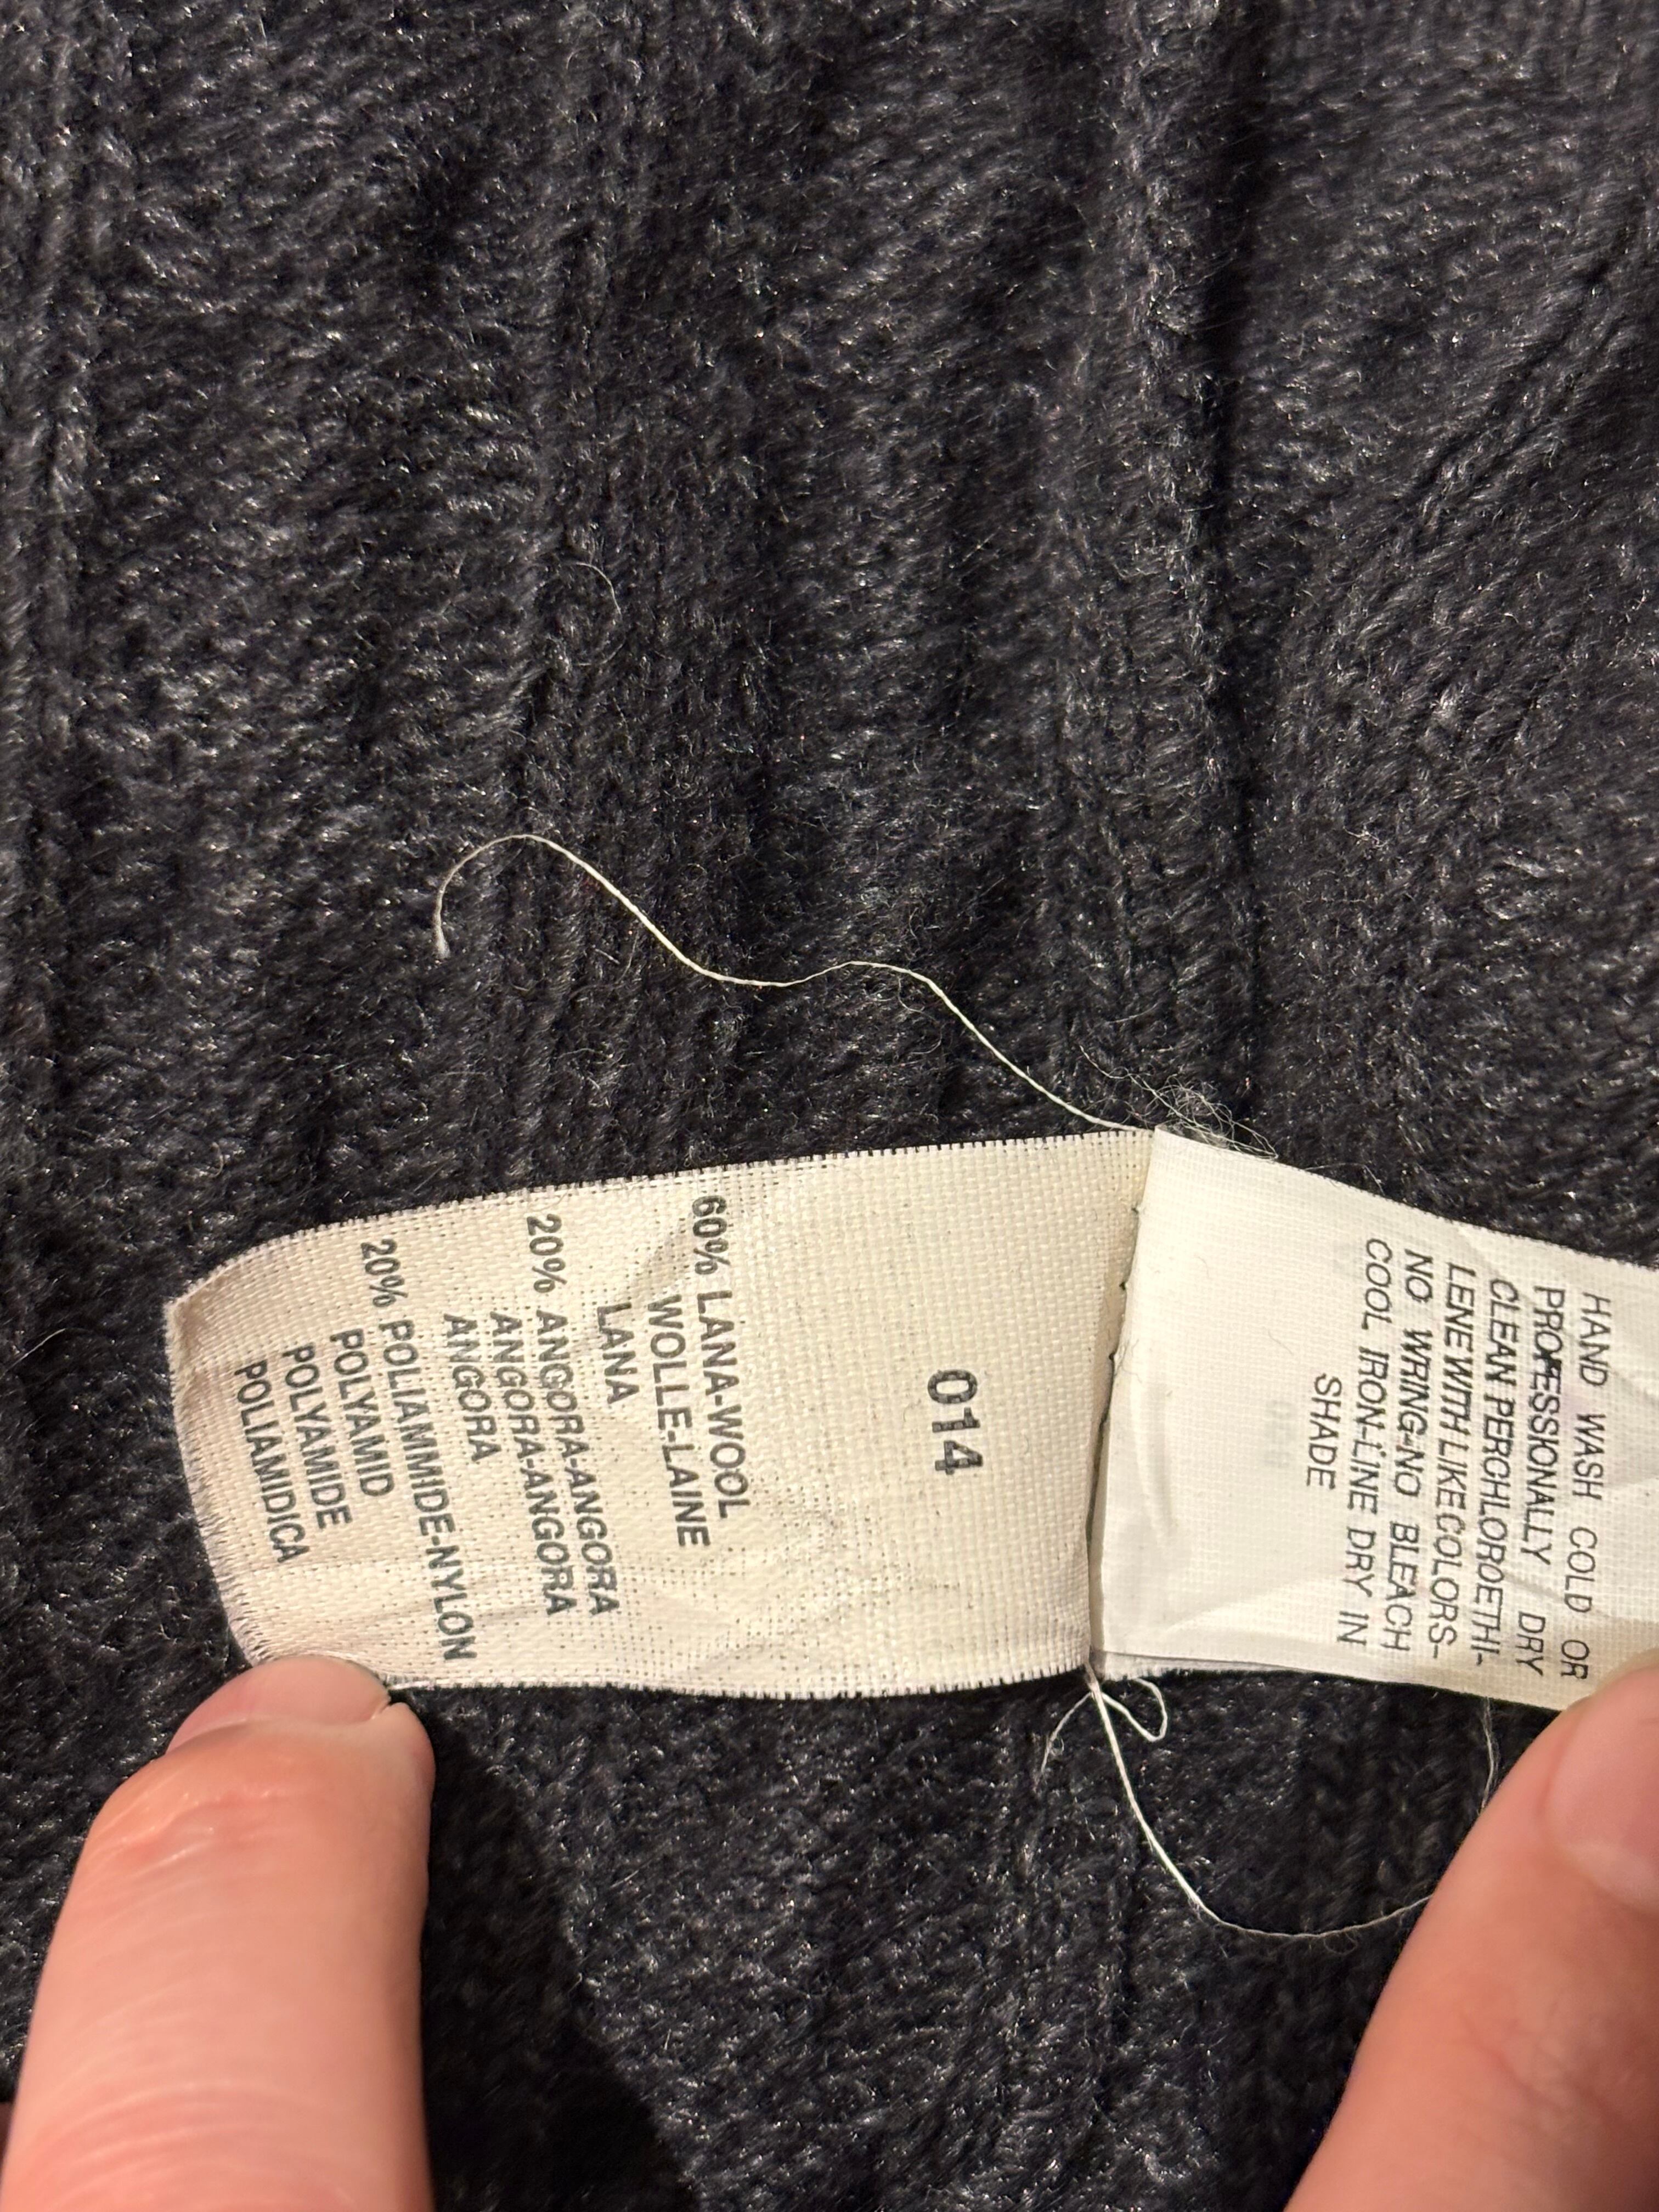 014
60% LANA-WOOL
WOLLE-LAINE
LANA
20% ANGORA-ANGORA
ANGORA-ANGORA
ANGORA
20% POLIAMMIDE-NYLON
POLYAMID
POLYAMIDE
POLIAMIDICA
HAND WASH COLD OR
PROFESSIONALLY DRY
CLEAN PERCHLOROETHI-
LENE WITH LIKE COLORS-
NO WRING-NO BLEACH
COOL IRON-LINE DRY IN
SHADE